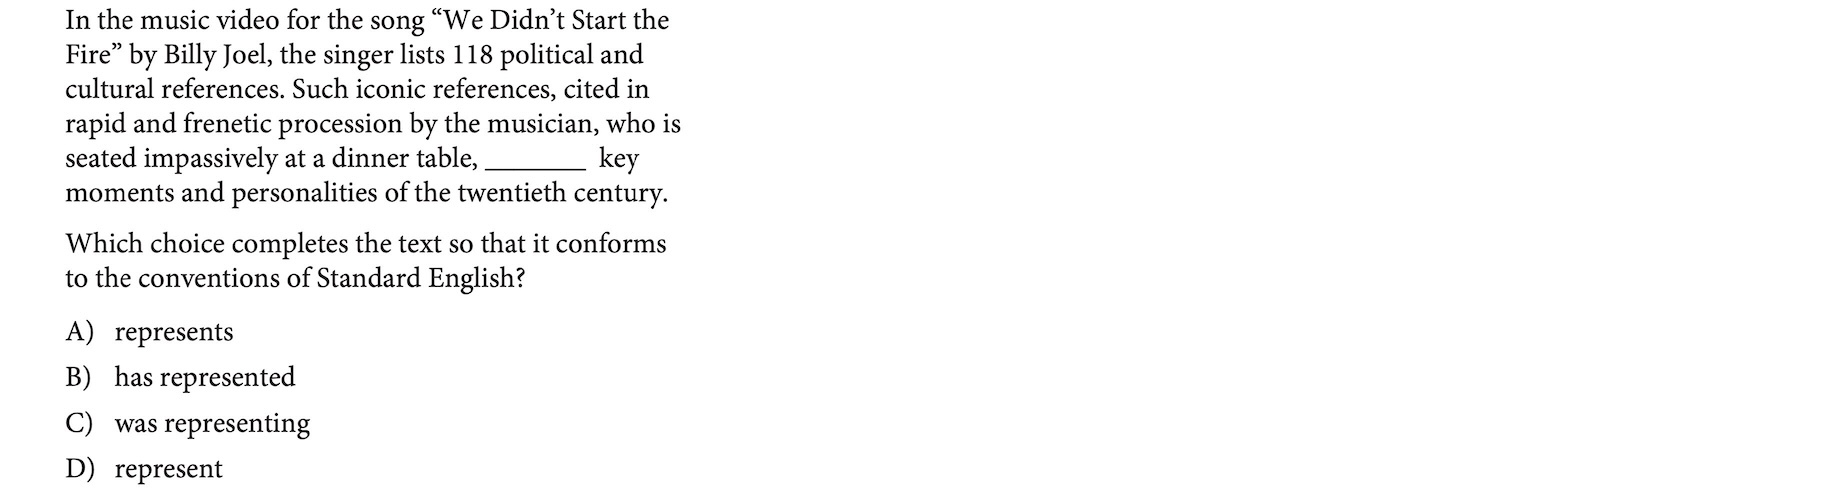 In the music video for the song “We Didn’t Start the
Fire” by Billy Joel, the singer lists 118 political and
cultural references. Such iconic references, cited in
rapid and frenetic procession by the musician, who is
seated impassively at a dinner table, ________ key
moments and personalities of the twentieth century.
Which choice completes the text so that it conforms
to the conventions of Standard English?
A) represents
B) has represented
C) was representing
D) represent